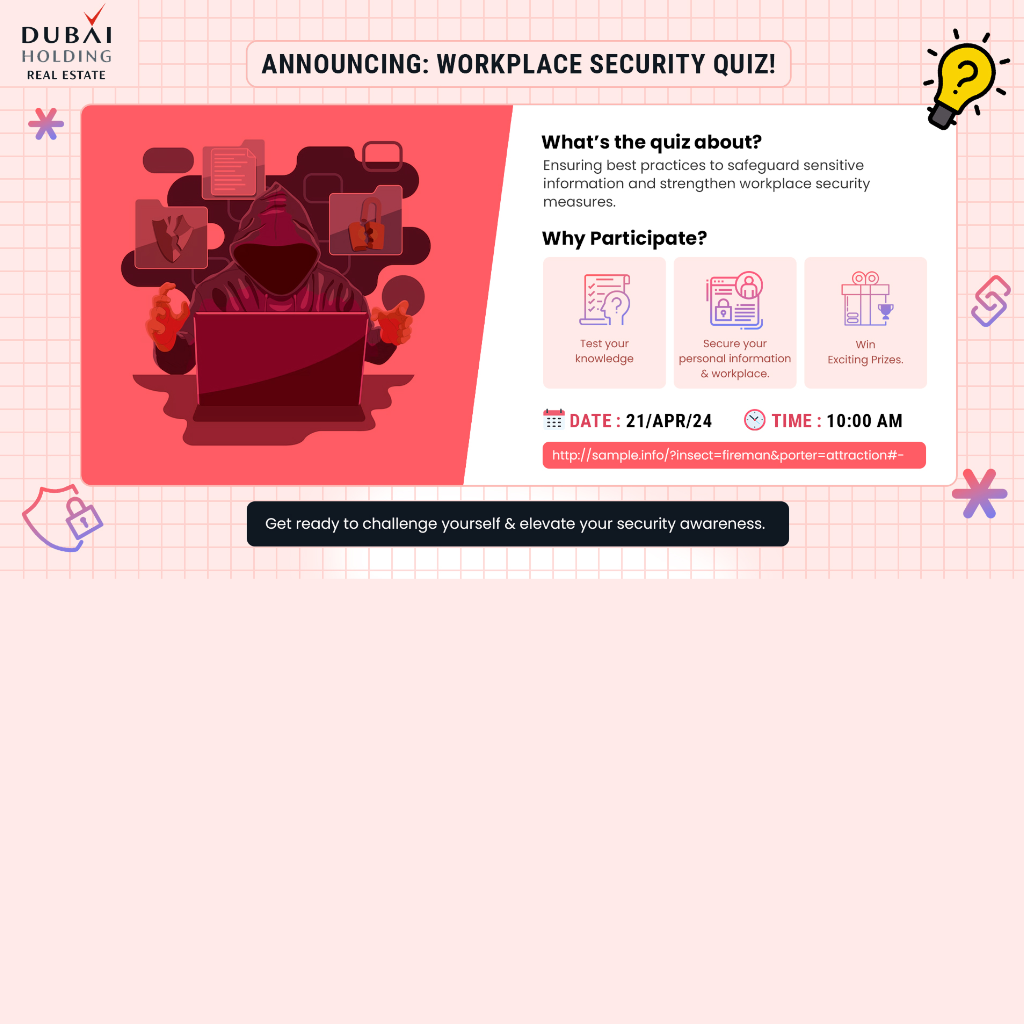 DUBAI
HOLDING
REAL ESTATE
ANNOUNCING: WORKPLACE SECURITY QUIZ!
What's the quiz about?
Ensuring best practices to safeguard sensitive
information and strengthen workplace security
measures.
Why Participate?
Test your
knowledge
Secure your
personal information
& workplace.
Win
Exciting Prizes.
DATE : 21/APR/24
TIME : 10:00 AM
http://sample.info/?insect=fireman&porter=attraction#-
Get ready to challenge yourself & elevate your security awareness.